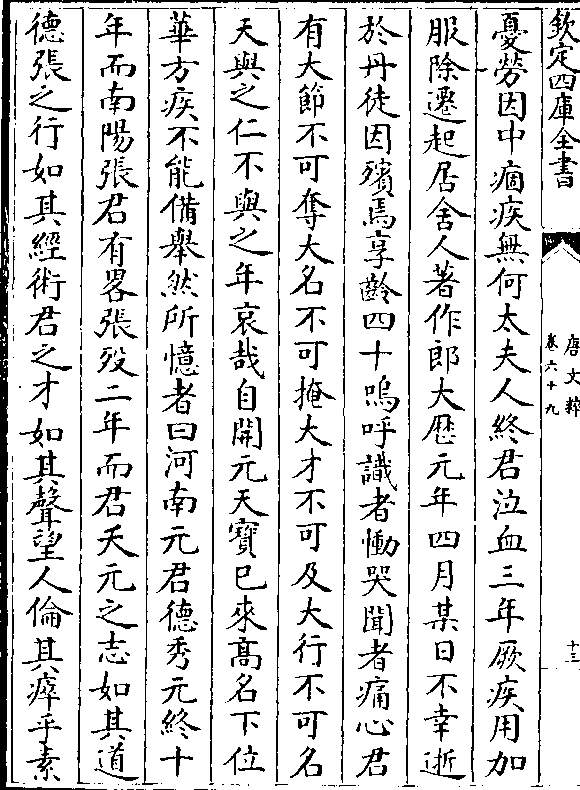 欽定四庫全書
唐文粹
卷六十九
十三
憂勞因中痼疾無何太夫人終君泣血三年厥疾用加
服除遷起居舍人著作郎大歴元年四月某日不幸逝
於丹徒因殯焉享齡四十嗚呼識者慟哭聞者痛心君
有大節不可奪大名不可掩大才不可及大行不可名
天與之仁不與之年哀哉自開元天寶已來髙名下位
華方疾不能備舉然所憶者曰河南元君德秀元終十
年而南陽張君有畧張殁二年而君夭元之志如其道
德張之行如其經術君之才如其聲望人倫其瘁乎素